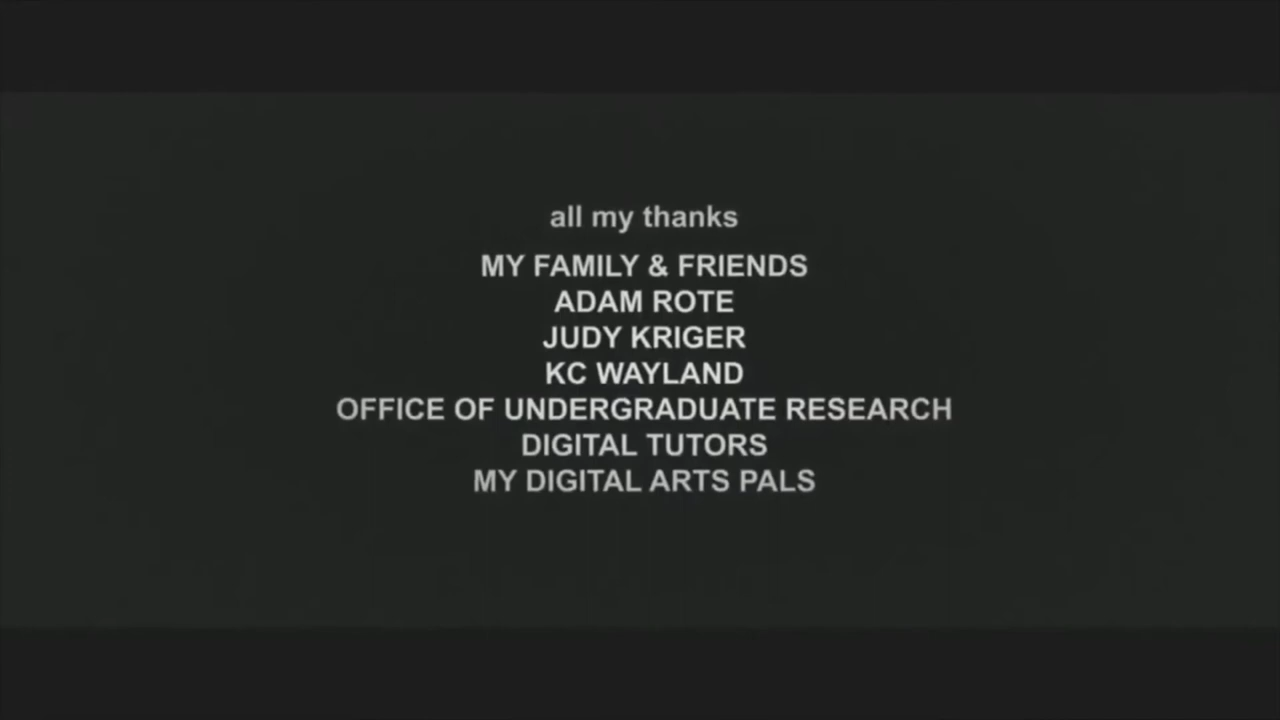 all my thanks
MY FAMILY & FRIENDS
ADAM ROTE
JUDY KRIGER
KC WAYLAND
OFFICE OF UNDERGRADUATE RESEARCH
DIGITAL TUTORS
MY DIGITAL ARTS PALS